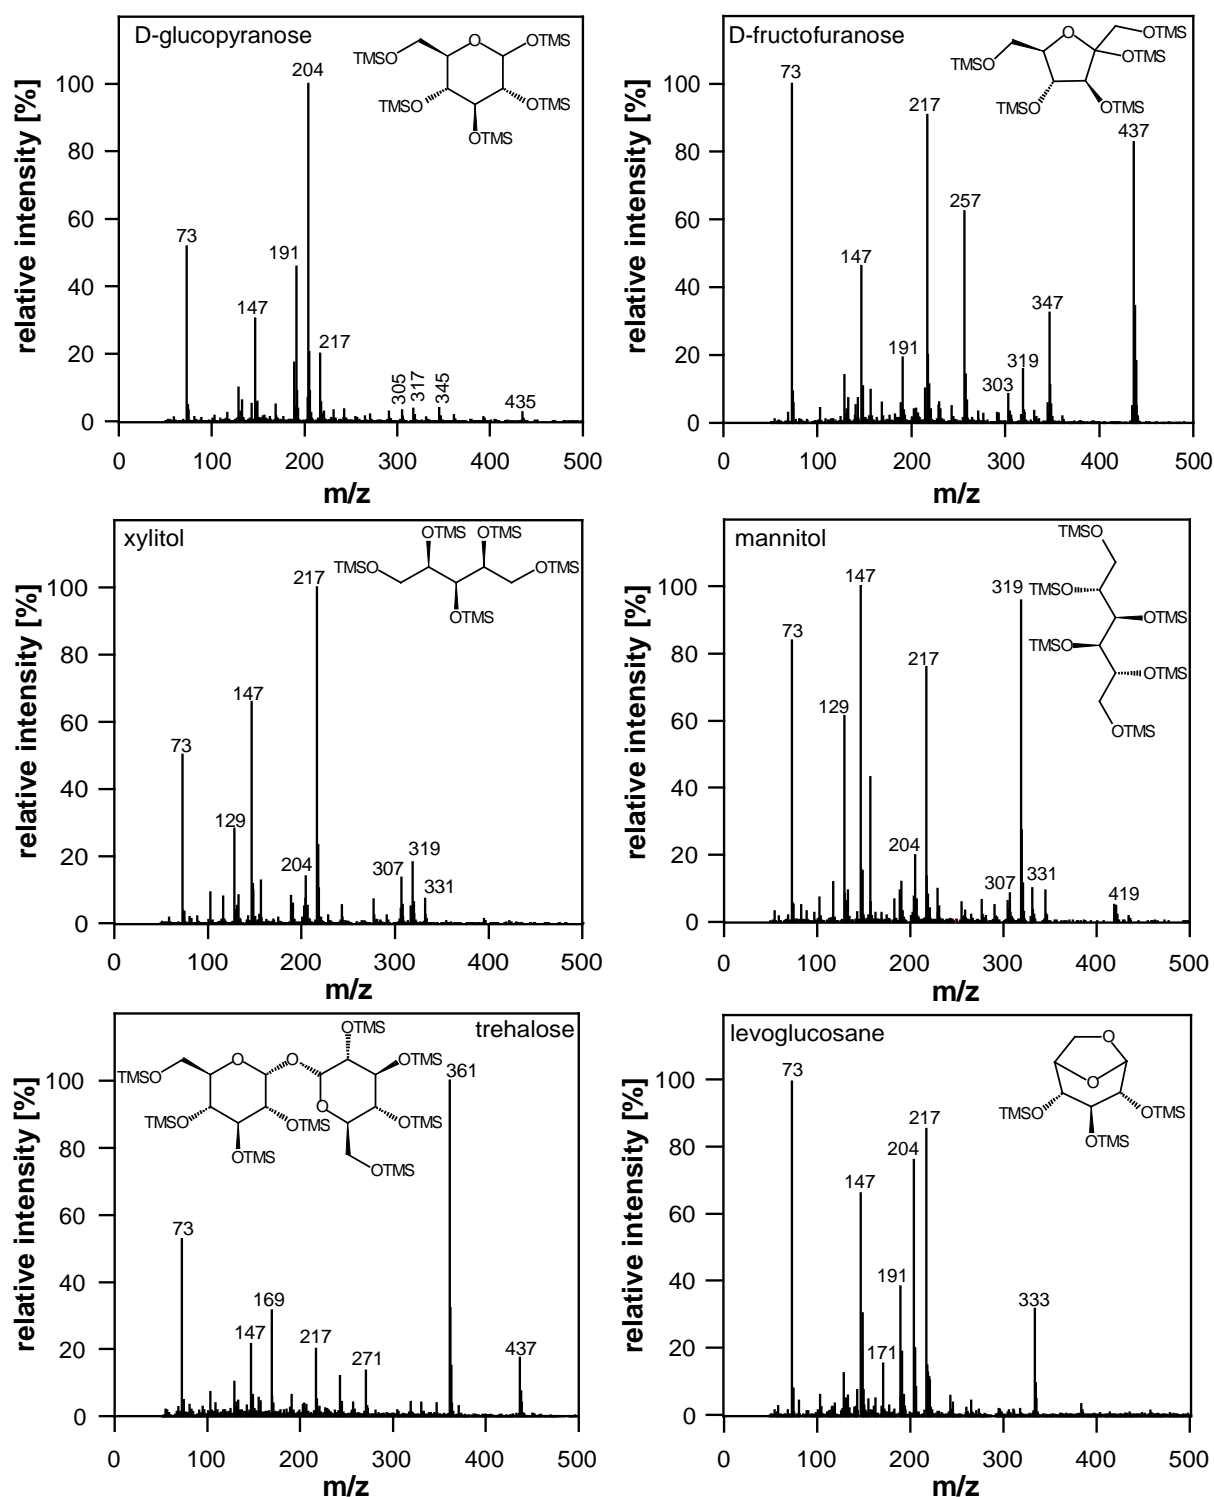 D-glucopyranose
OTMS
TMSO
TMSO
OTMS
OTMS
relative intensity [%]
100
80
60
40
20
0
73
147
191
204
217
305
317
345
435
0 100 200 300 400 500
m/z
D-fructofuranose
OTMS
TMSO
OTMS
TMSO
OTMS
relative intensity [%]
100
80
60
40
20
0
73
147
191
217
257
303
319
347
437
0 100 200 300 400 500
m/z
xylitol
OTMS OTMS
TMSO OTMS
OTMS
relative intensity [%]
100
80
60
40
20
0
73
129
147
204
217
307
319
331
0 100 200 300 400 500
m/z
mannitol
TMSO
TMSO
OTMS
TMSO
OTMS
OTMS
relative intensity [%]
100
80
60
40
20
0
73
129
147
204
217
307
319
331
419
0 100 200 300 400 500
m/z
trehalose
OTMS
O O OTMS
TMSO
O
TMSO OTMS OTMS
OTMS
OTMS
relative intensity [%]
100
80
60
40
20
0
73
147
169
217
271
361
437
0 100 200 300 400 500
m/z
levoglucosane
O
O
TMSO OTMS
OTMS
relative intensity [%]
100
80
60
40
20
0
73
147
171
191
204
217
333
0 100 200 300 400 500
m/z